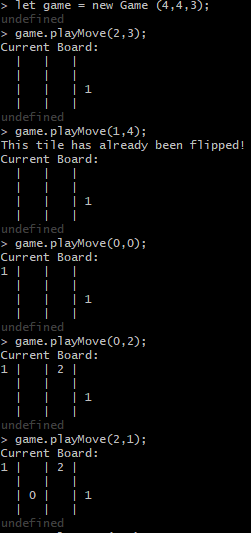 > let game = new Game (4,4,3);
undefined
> game.playMove(2,3);
Current Board:
  |   |   |
  |   |   |
  |   |   | 1
  |   |   |
undefined
> game.playMove(1,4);
This tile has already been flipped!
Current Board:
  |   |   |
  |   |   |
  |   |   | 1
  |   |   |
undefined
> game.playMove(0,0);
Current Board:
1 |   |   |
  |   |   |
  |   |   | 1
  |   |   |
undefined
> game.playMove(0,2);
Current Board:
1 |   | 2 |
  |   |   |
  |   |   | 1
  |   |   |
undefined
> game.playMove(2,1);
Current Board:
1 |   | 2 |
  |   |   |
  | 0 |   | 1
  |   |   |
undefined